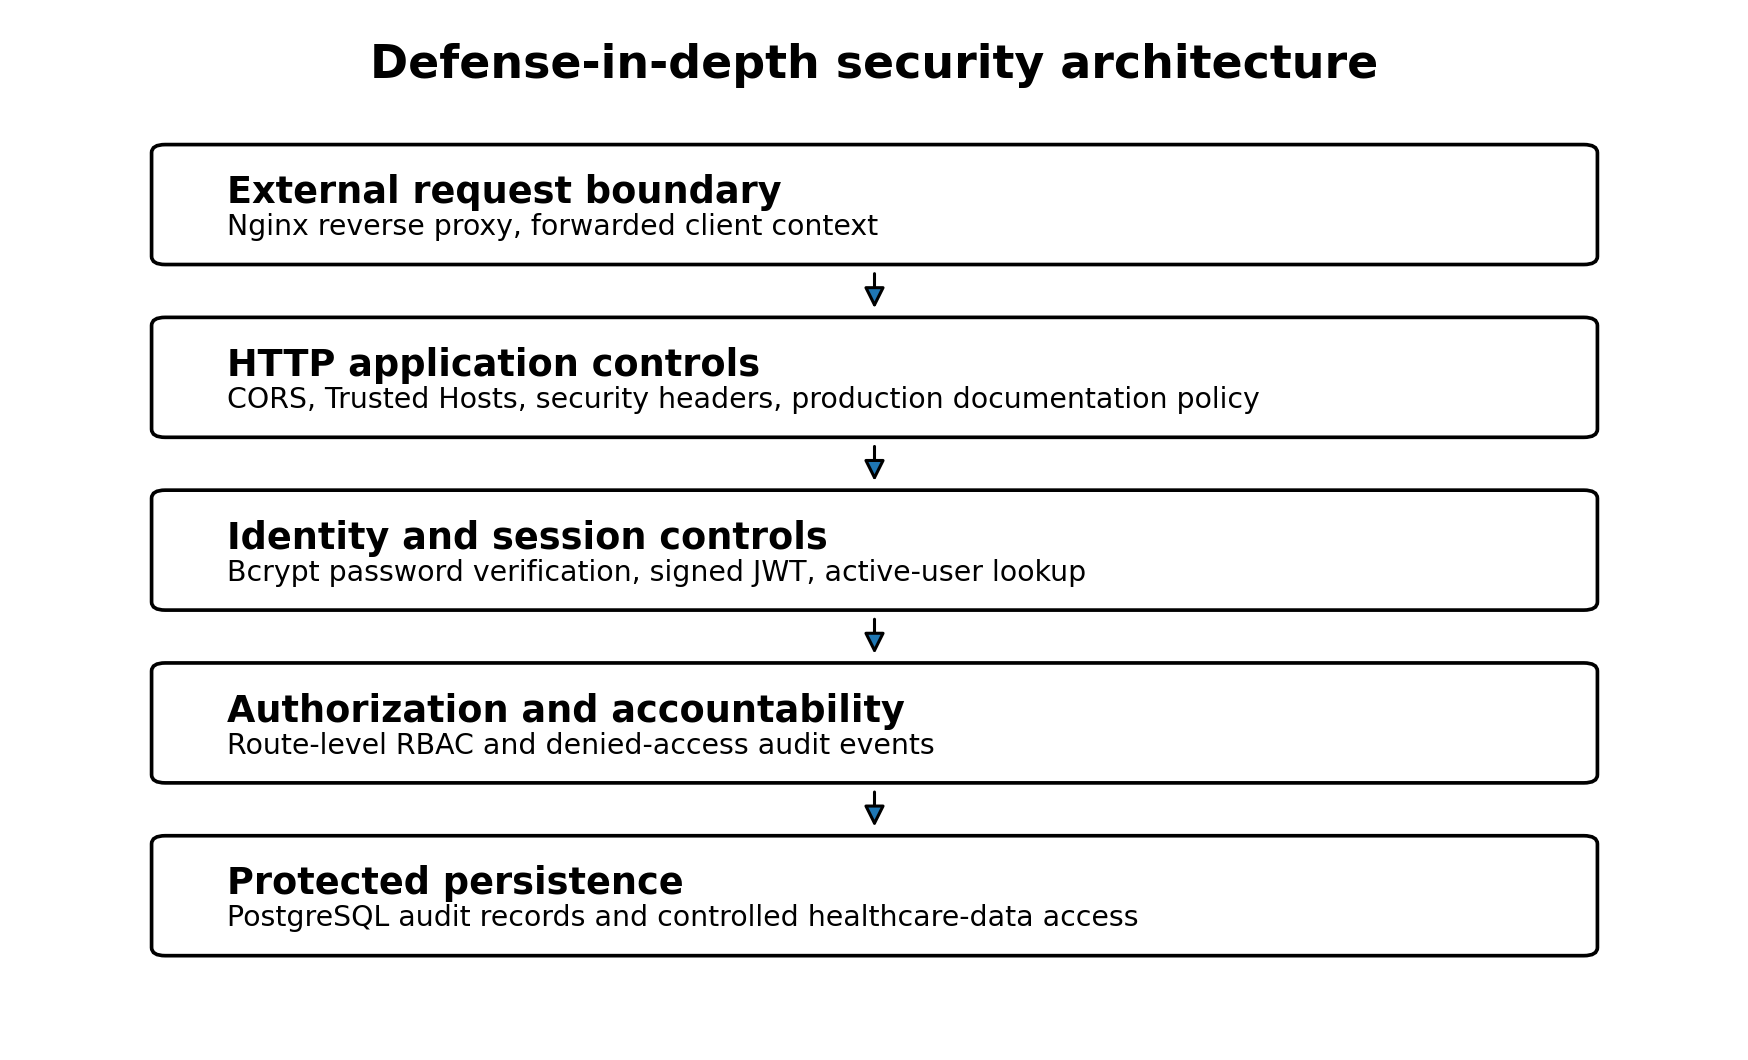 Defense-in-depth security architecture
External request boundary
Nginx reverse proxy, forwarded client context
HTTP application controls
CORS, Trusted Hosts, security headers, production documentation policy
Identity and session controls
Bcrypt password verification, signed JWT, active-user lookup
Authorization and accountability
Route-level RBAC and denied-access audit events
Protected persistence
PostgreSQL audit records and controlled healthcare-data access